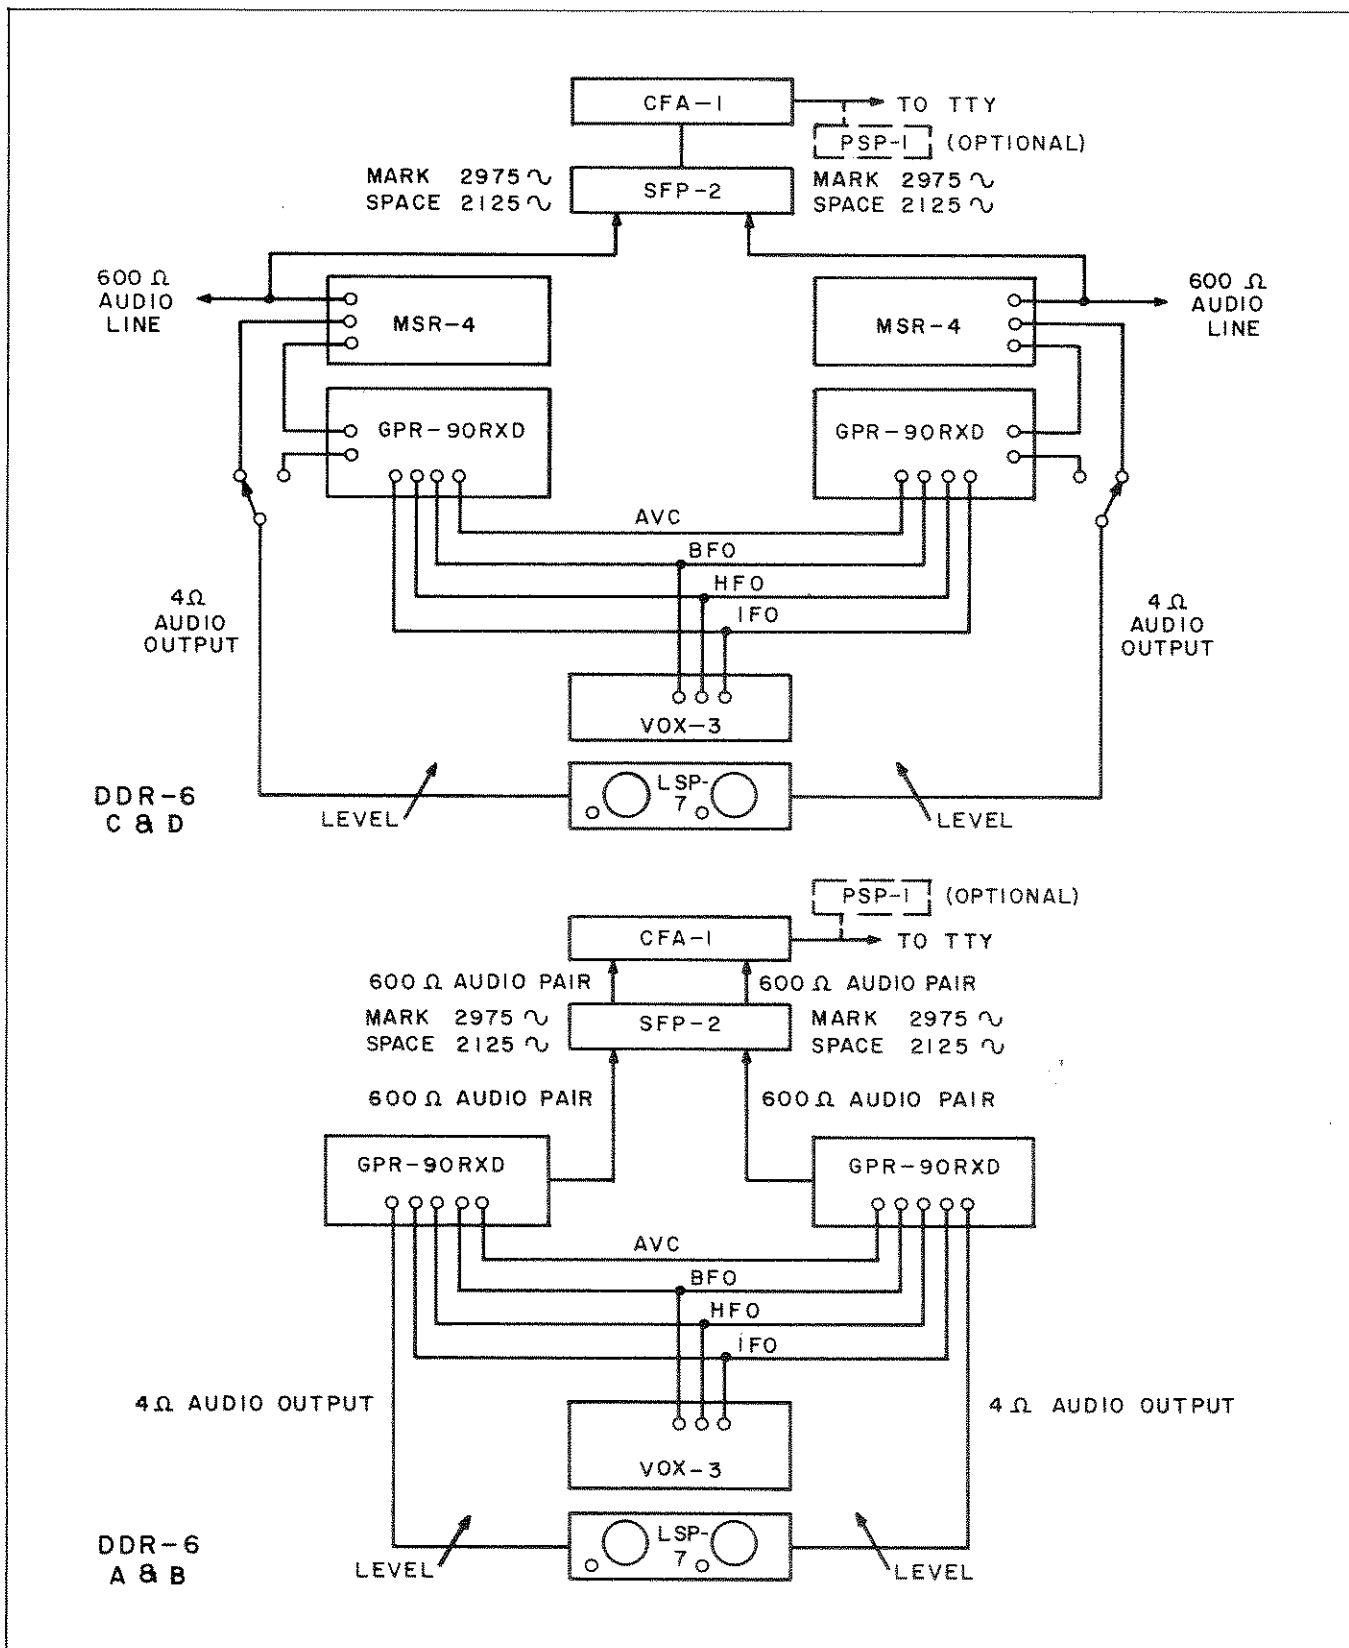 CFA-1
TO TTY
PSP-1 (OPTIONAL)
MARK 2975 ∿
SPACE 2125 ∿
SFP-2
MARK 2975 ∿
SPACE 2125 ∿
600 Ω
AUDIO
LINE
MSR-4
MSR-4
600 Ω
AUDIO
LINE
GPR-90RXD
GPR-90RXD
AVC
BFO
HFO
IFO
4Ω
AUDIO
OUTPUT
4Ω
AUDIO
OUTPUT
VOX-3
DDR-6
C & D
LEVEL
LSP-
7
LEVEL
PSP-1 (OPTIONAL)
CFA-1
TO TTY
600 Ω AUDIO PAIR
600 Ω AUDIO PAIR
MARK 2975 ∿
SPACE 2125 ∿
SFP-2
MARK 2975 ∿
SPACE 2125 ∿
600 Ω AUDIO PAIR
600 Ω AUDIO PAIR
GPR-90RXD
GPR-90RXD
AVC
BFO
HFO
IFO
4Ω AUDIO OUTPUT
4Ω AUDIO OUTPUT
VOX-3
DDR-6
A & B
LEVEL
LSP-
7
LEVEL